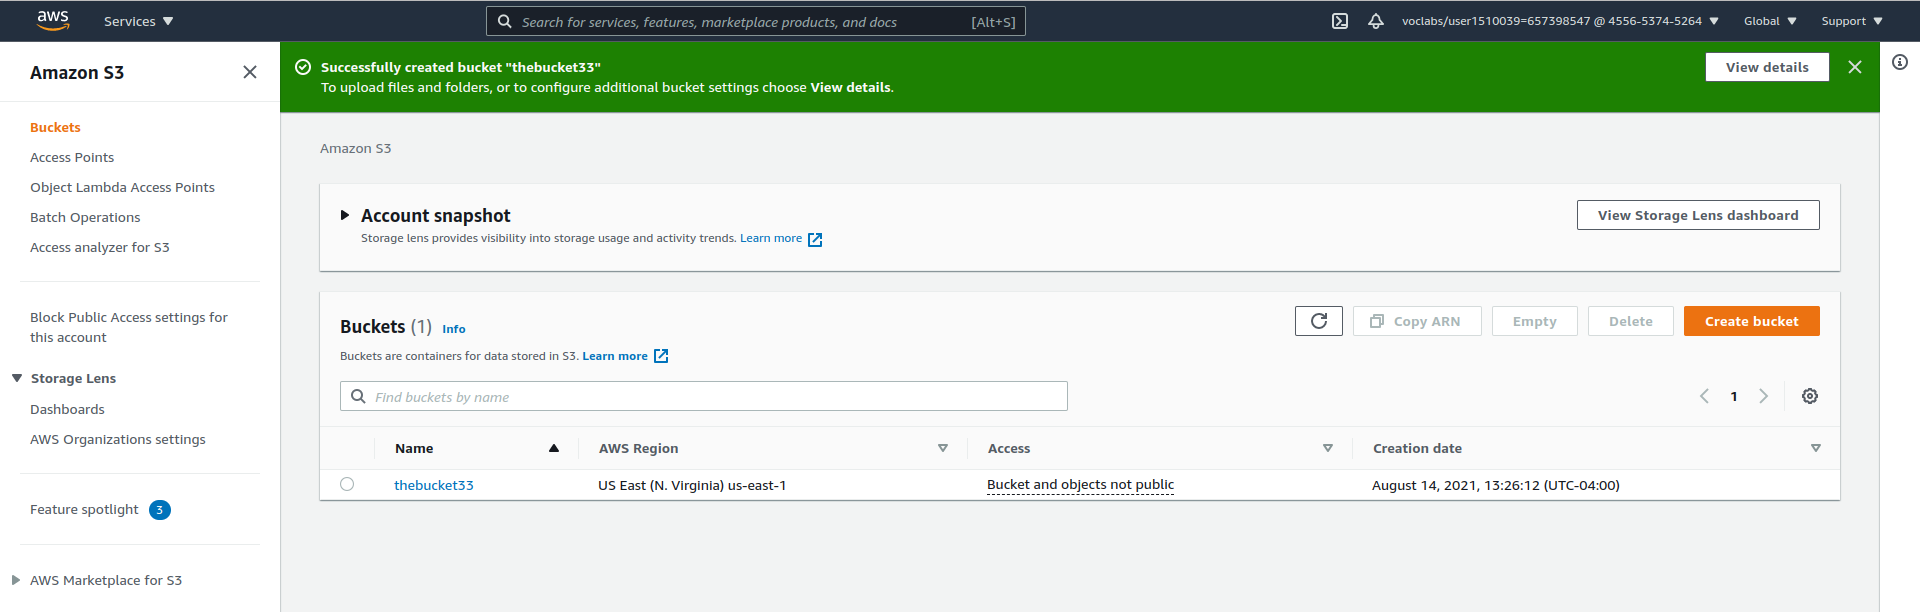 aws
Services
Search for services, features, marketplace products, and docs [Alt+S]
voclabs/user1510039=657398547 @ 4556-5374-5264
Global
Support
Amazon S3
Buckets
Access Points
Object Lambda Access Points
Batch Operations
Access analyzer for S3
Block Public Access settings for
this account
Storage Lens
Dashboards
AWS Organizations settings
Feature spotlight 3
AWS Marketplace for S3
Successfully created bucket "thebucket33"
To upload files and folders, or to configure additional bucket settings choose View details.
View details
Amazon S3
Account snapshot
Storage lens provides visibility into storage usage and activity trends. Learn more
View Storage Lens dashboard
Buckets (1) Info
Buckets are containers for data stored in S3. Learn more
Copy ARN
Empty
Delete
Create bucket
Find buckets by name
1
Name AWS Region Access Creation date
thebucket33 US East (N. Virginia) us-east-1 Bucket and objects not public August 14, 2021, 13:26:12 (UTC-04:00)